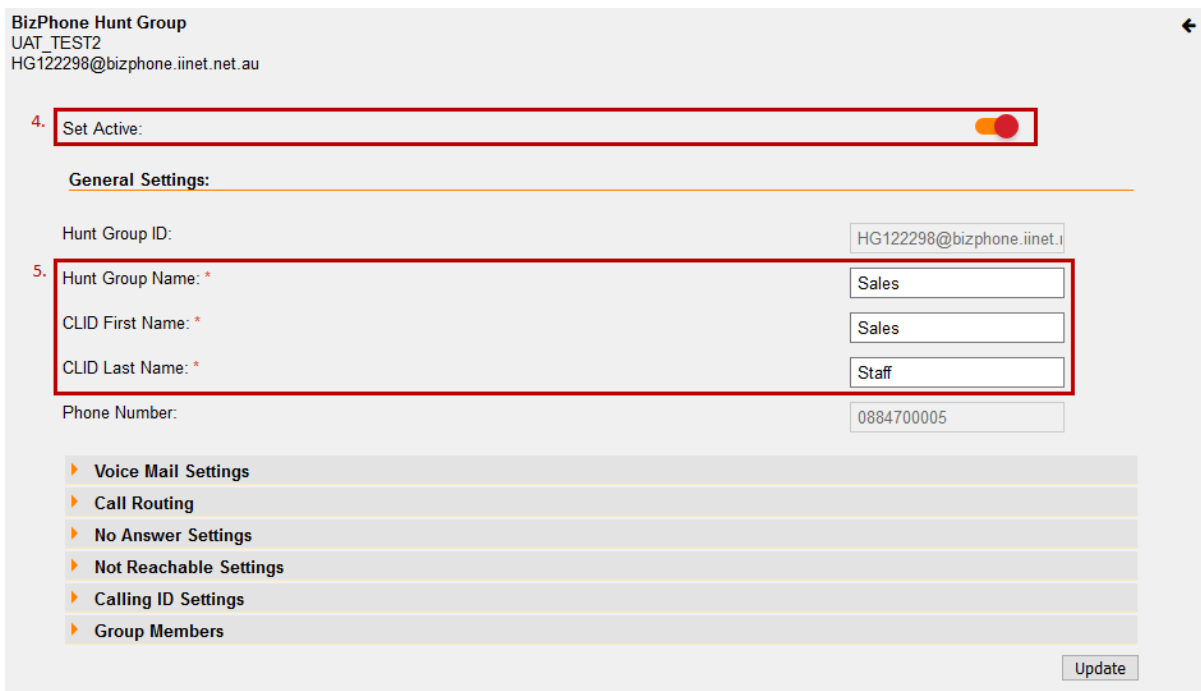 BizPhone Hunt Group
UAT_TEST2
HG122298@bizphone.iinet.net.au
4.
Set Active:
General Settings:
Hunt Group ID: HG122298@bizphone.iinet.
5.
Hunt Group Name: * Sales
CLID First Name: * Sales
CLID Last Name: * Staff
Phone Number: 0884700005
Voice Mail Settings
Call Routing
No Answer Settings
Not Reachable Settings
Calling ID Settings
Group Members
Update